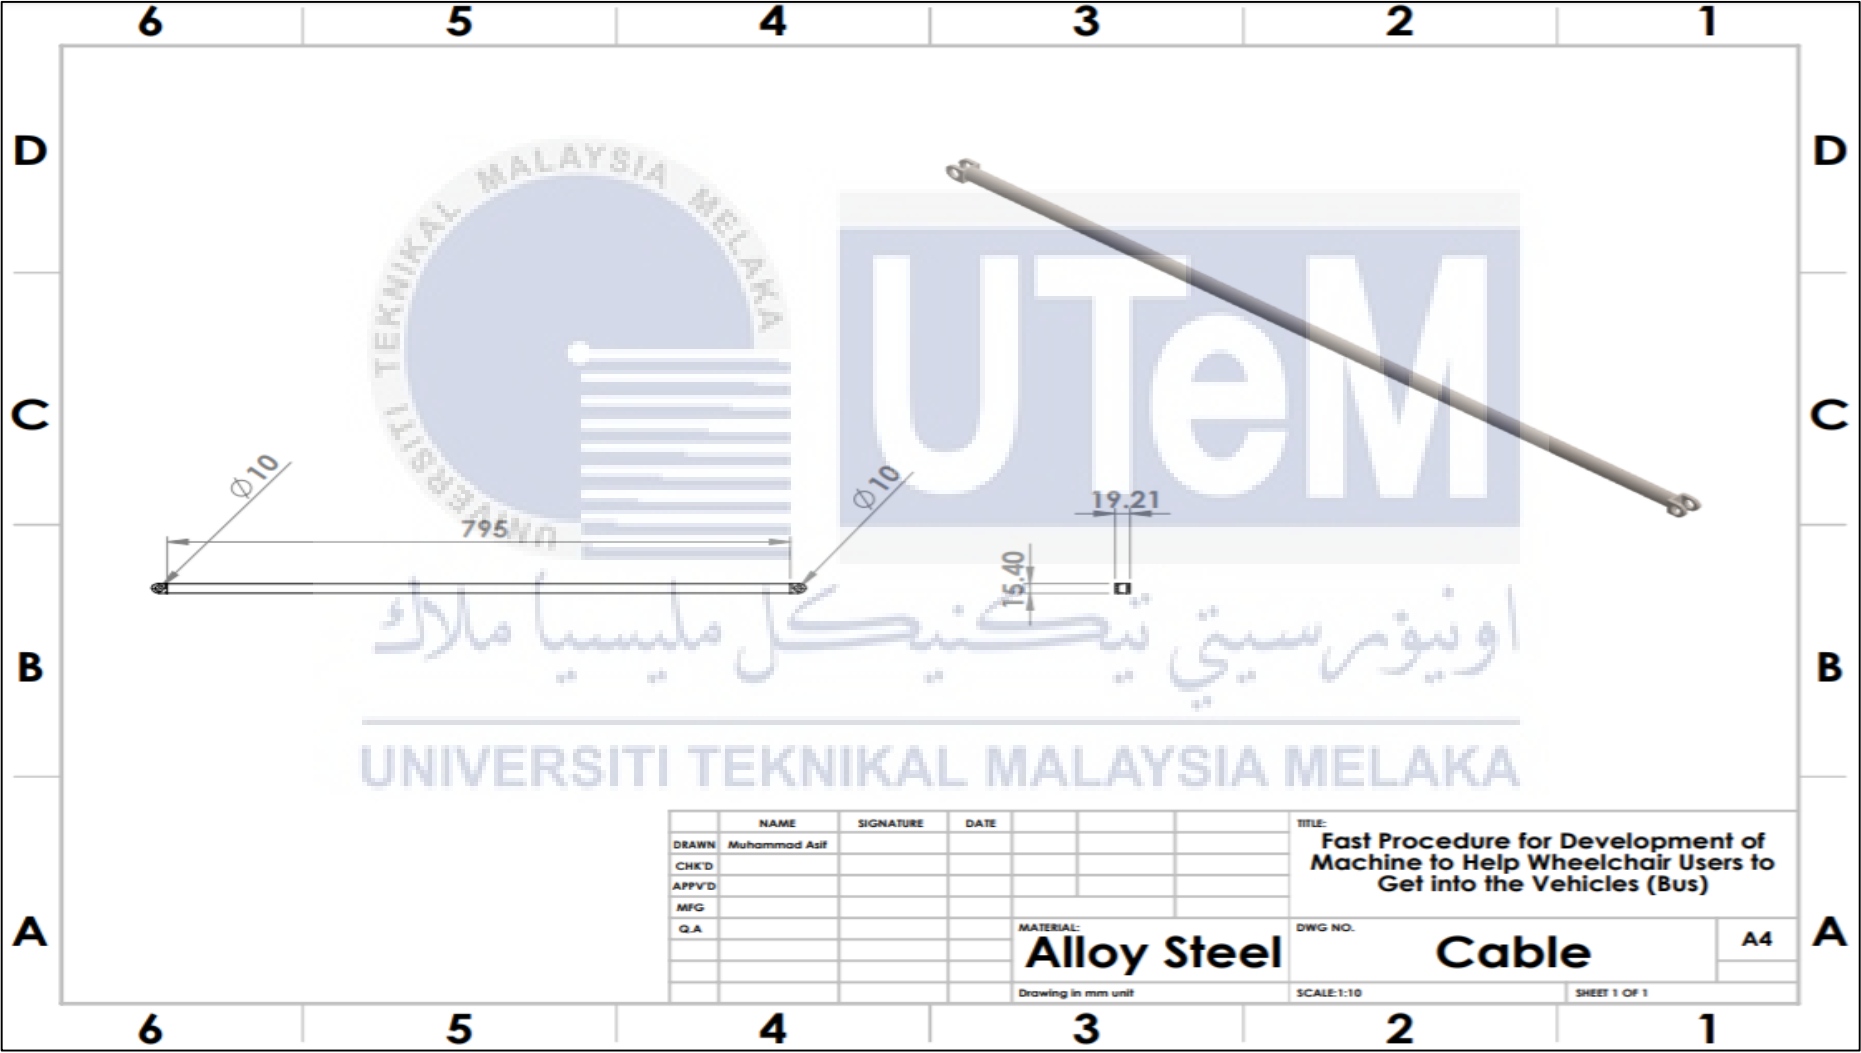 6 5 4 3 2 1
D D
C C
B B
A A
UNIVERSITI TEKNIKAL MALAYSIA MELAKA
UTeM
Ø10
795
Ø10
19.21
15.40
اونيۏرسيتي تيكنيكل مليسيا ملاك
UNIVERSITI TEKNIKAL MALAYSIA MELAKA
NAME SIGNATURE DATE
DRAWN Muhammad Asif
CHK'D
APPV'D
MFG
Q.A
TITLE:
Fast Procedure for Development of
Machine to Help Wheelchair Users to
Get into the Vehicles (Bus)
MATERIAL:
Alloy Steel
DWG NO.
Cable
A4
Drawing in mm unit
SCALE:1:10
SHEET 1 OF 1
6 5 4 3 2 1